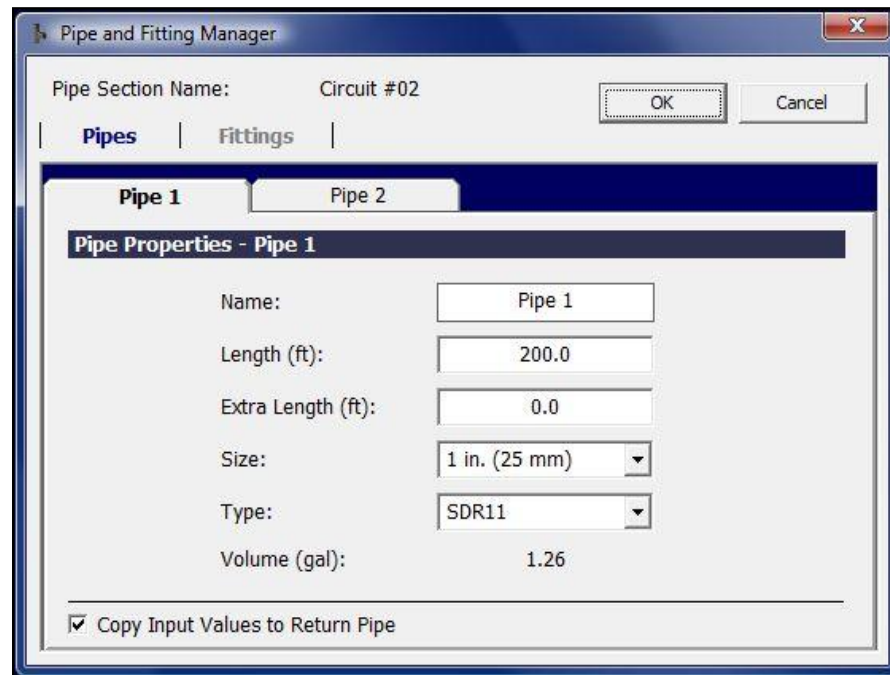 Pipe and Fitting Manager
Pipe Section Name: Circuit #02
OK Cancel
Pipes Fittings
Pipe 1 Pipe 2
Pipe Properties - Pipe 1
Name: Pipe 1
Length (ft): 200.0
Extra Length (ft): 0.0
Size: 1 in. (25 mm)
Type: SDR11
Volume (gal): 1.26
Copy Input Values to Return Pipe